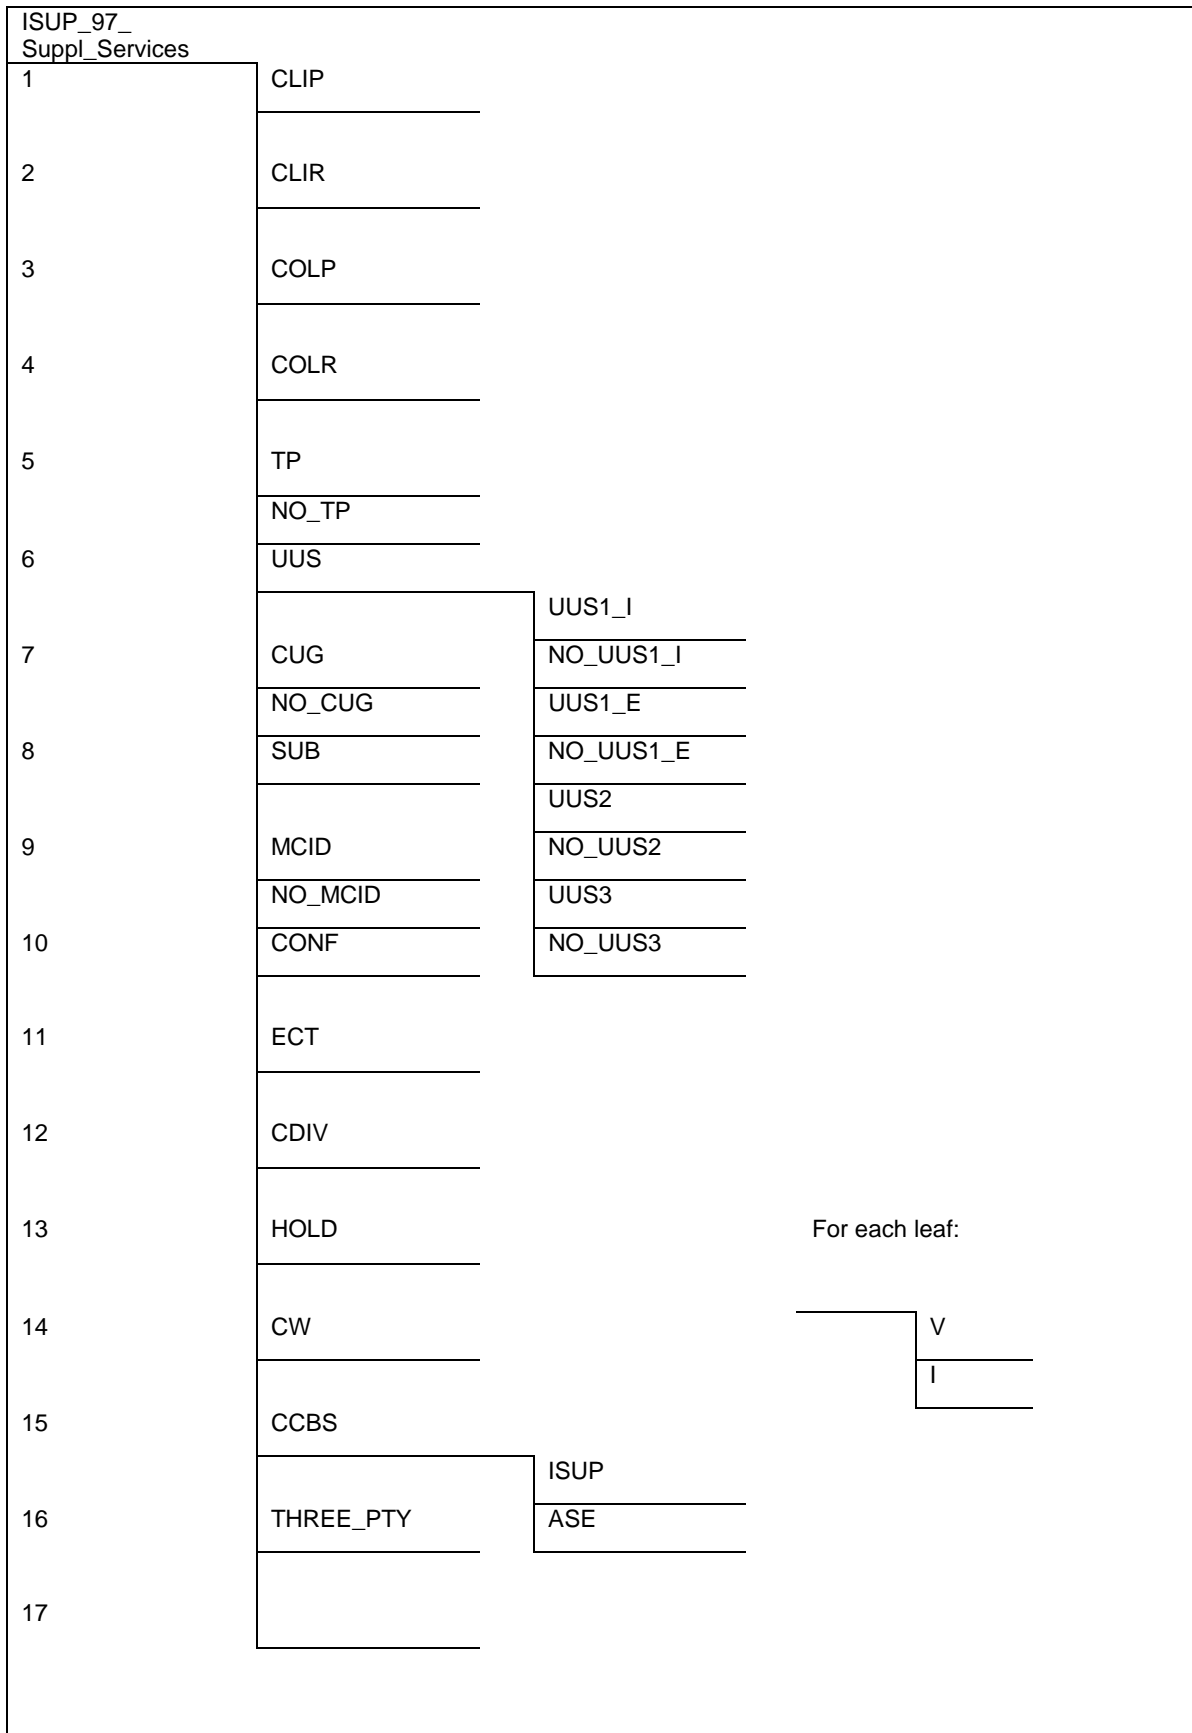 ISUP_97_
Suppl_Services
1 CLIP
2 CLIR
3 COLP
4 COLR
5 TP
NO_TP
6 UUS
UUS1_I
7 CUG NO_UUS1_I
NO_CUG UUS1_E
8 SUB NO_UUS1_E
UUS2
9 MCID NO_UUS2
NO_MCID UUS3
10 CONF NO_UUS3
11 ECT
12 CDIV
13 HOLD For each leaf:
14 CW V
I
15 CCBS
ISUP
16 THREE_PTY ASE
17